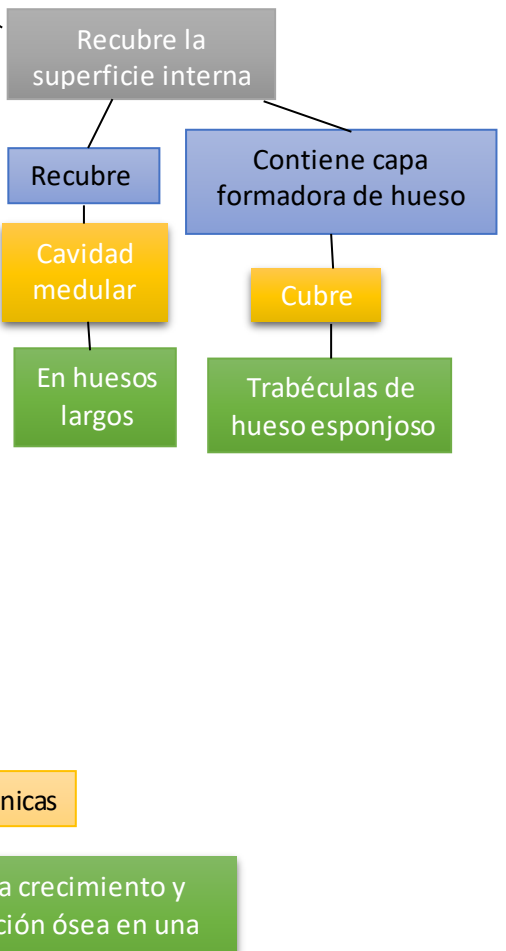 Recubre la
superficie interna
Recubre
Contiene capa
formadora de hueso
Cavidad
medular
Cubre
En huesos
largos
Trabéculas de
hueso esponjoso
nicas
a crecimiento y
ción ósea en una